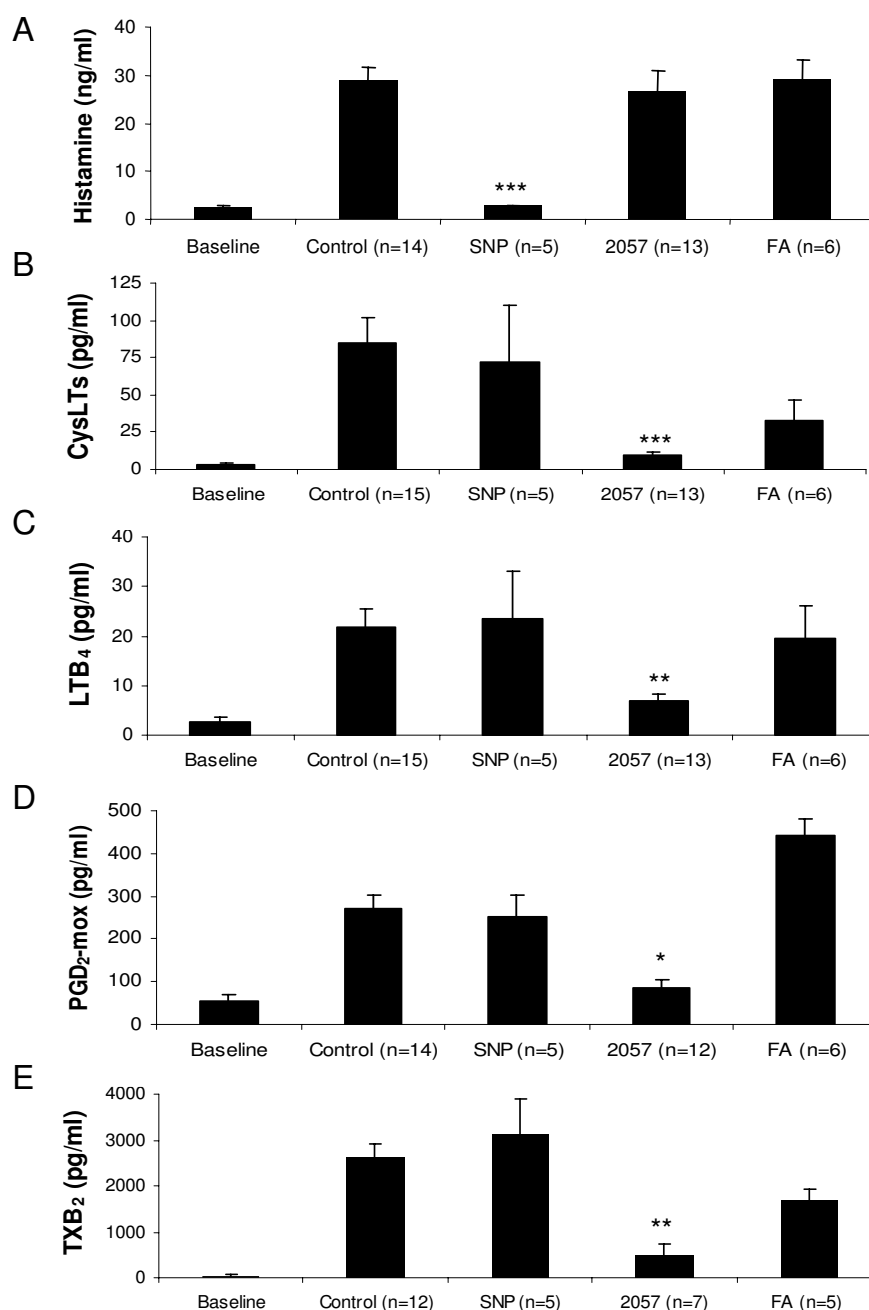 A
Histamine (ng/ml)
40
30
20
10
0
***
Baseline
Control (n=14)
SNP (n=5)
2057 (n=13)
FA (n=6)
B
CysLTs (pg/ml)
125
100
75
50
25
0
***
Baseline
Control (n=15)
SNP (n=5)
2057 (n=13)
FA (n=6)
C
LTB₄ (pg/ml)
40
30
20
10
0
**
Baseline
Control (n=15)
SNP (n=5)
2057 (n=13)
FA (n=6)
D
PGD₂-mox (pg/ml)
500
400
300
200
100
0
*
Baseline
Control (n=14)
SNP (n=5)
2057 (n=12)
FA (n=6)
E
TXB₂ (pg/ml)
4000
3000
2000
1000
0
**
Baseline
Control (n=12)
SNP (n=5)
2057 (n=7)
FA (n=5)